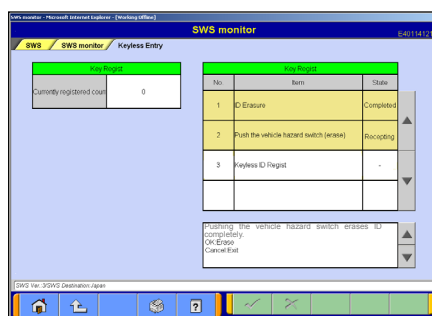 SWS monitor - Microsoft Internet Explorer - [Working Offline]
SWS monitor
E40114121
SWS
SWS monitor
Keyless Entry
Key Regist
Currently registered count
0
Key Regist
No.
Item
State
1
ID Erasure
Completed
2
Push the vehicle hazard switch (erase)
Recepting
3
Keyless ID Regist
-
Pushing the vehicle hazard switch erases ID
completely.
OK:Erase
Cancel:Exit
SWS Ver. 3/SWS Destination:Japan
?